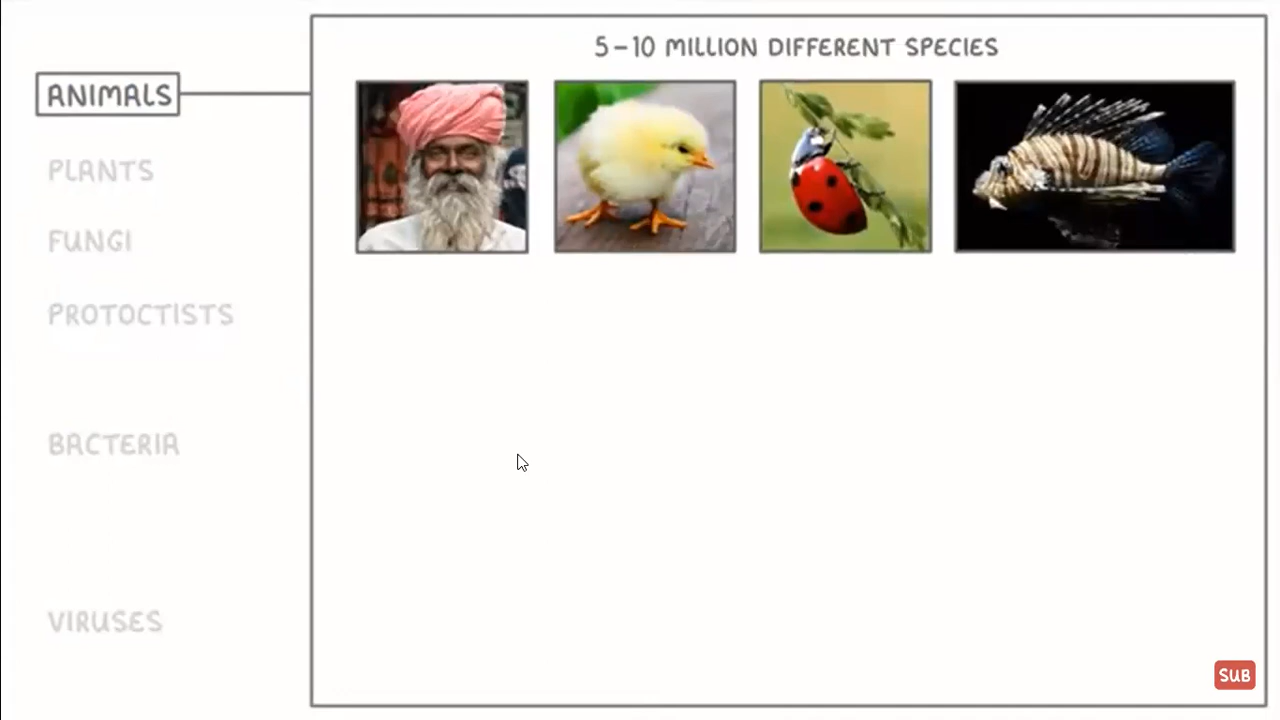 5-10 MILLION DIFFERENT SPECIES
ANIMALS
PLANTS
FUNGI
PROTOCTISTS
BACTERIA
VIRUSES
SUB